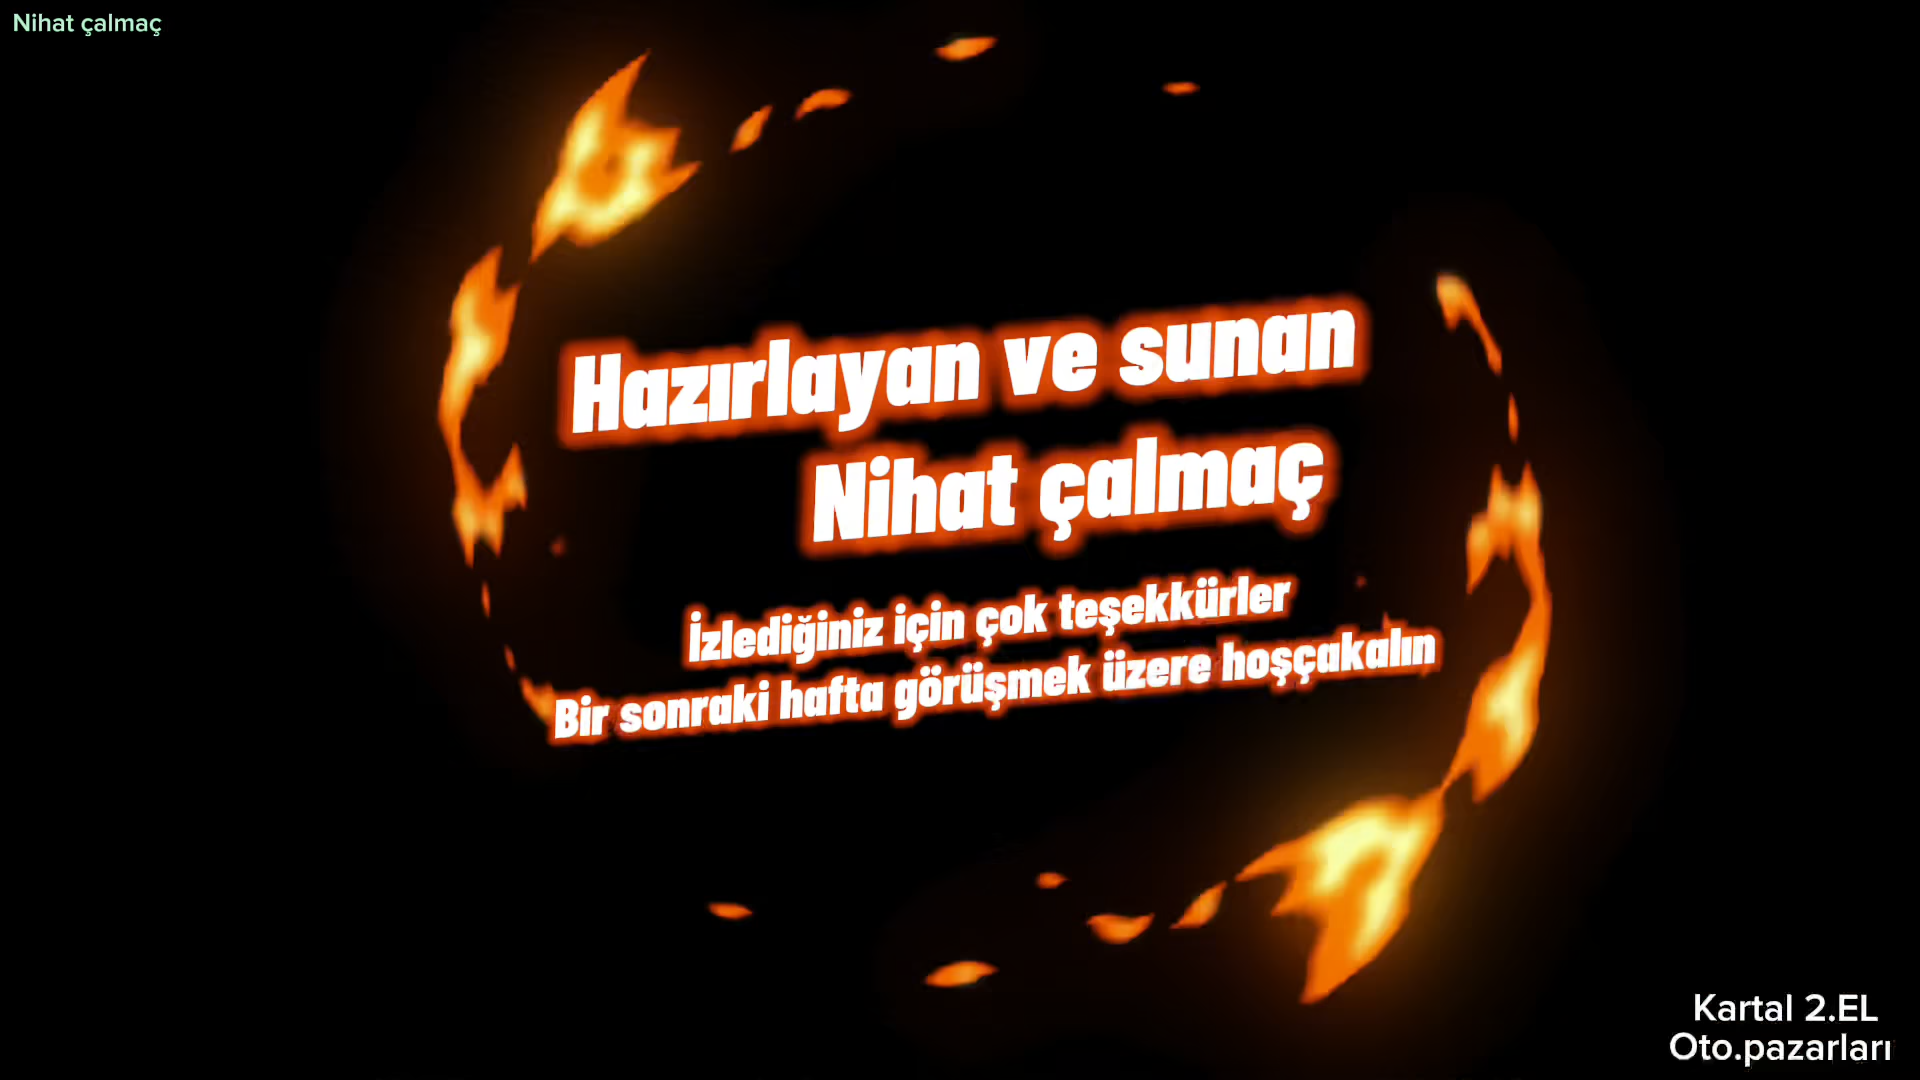 Nihat çalmaç
Hazırlayan ve sunan
Nihat çalmaç
İzlediğiniz için çok teşekkürler
Bir sonraki hafta görüşmek üzere hoşçakalın
Kartal 2.EL
Oto.pazarları